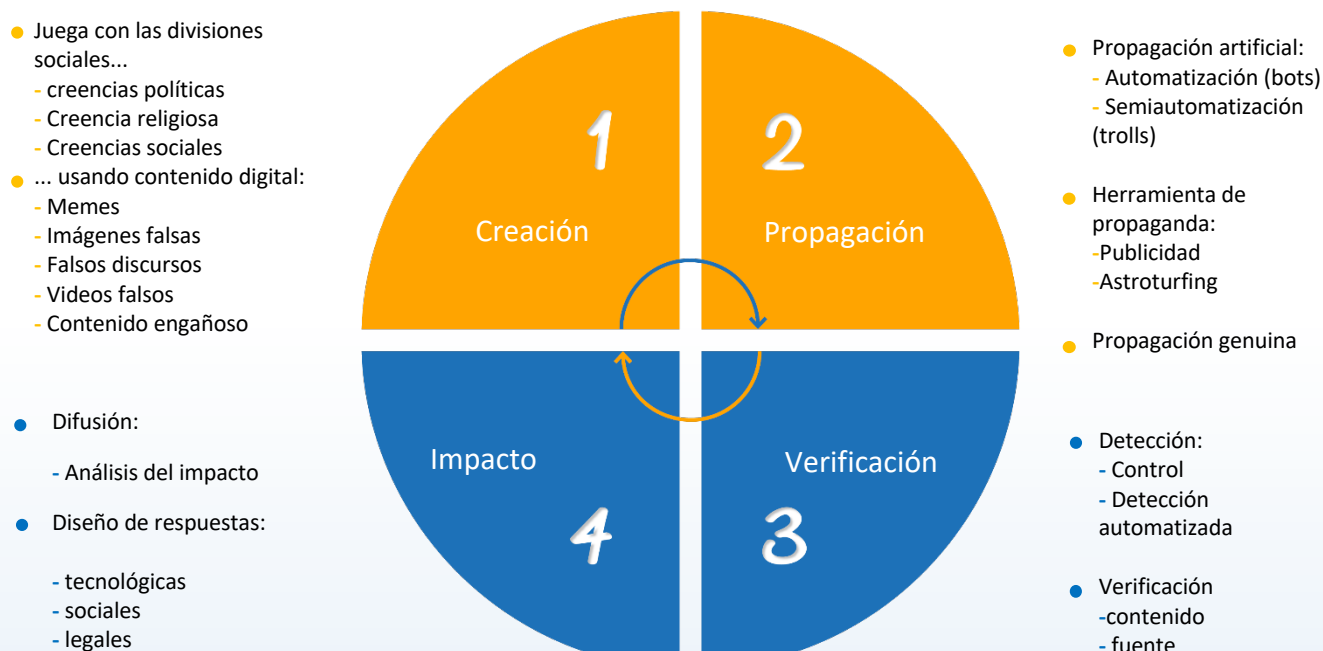 Juega con las divisiones
sociales...
- creencias políticas
- Creencia religiosa
- Creencias sociales
... usando contenido digital:
- Memes
- Imágenes falsas
- Falsos discursos
- Videos falsos
- Contenido engañoso
1
Creación
2
Propagación
Propagación artificial:
- Automatización (bots)
- Semiautomatización
(trolls)
Herramienta de
propaganda:
-Publicidad
-Astroturfing
Propagación genuina
Difusión:
- Análisis del impacto
Diseño de respuestas:
- tecnológicas
- sociales
- legales
Impacto
4
Verificación
3
Detección:
- Control
- Detección
automatizada
Verificación
-contenido
- fuente